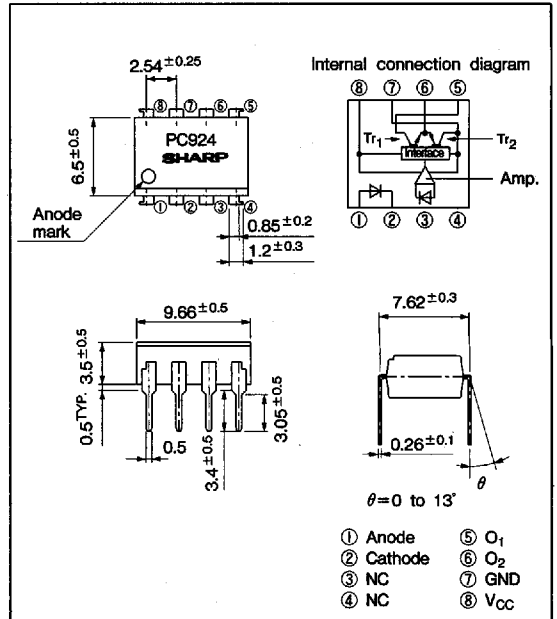 2.54±0.25
⑧ ⑦ ⑥ ⑤
6.5±0.5
PC924
SHARP
Anode
mark
① ② ③ ④
0.85±0.2
1.2±0.3
Internal connection diagram
⑧ ⑦ ⑥ ⑤
Tr1
Tr2
Interface
Amp.
① ② ③ ④
9.66±0.5
3.5±0.5
0.5TYP.
0.5
3.4±0.5
3.05±0.5
7.62±0.3
0.26±0.1
θ
θ=0 to 13°
① Anode
② Cathode
③ NC
④ NC
⑤ O1
⑥ O2
⑦ GND
⑧ VCC